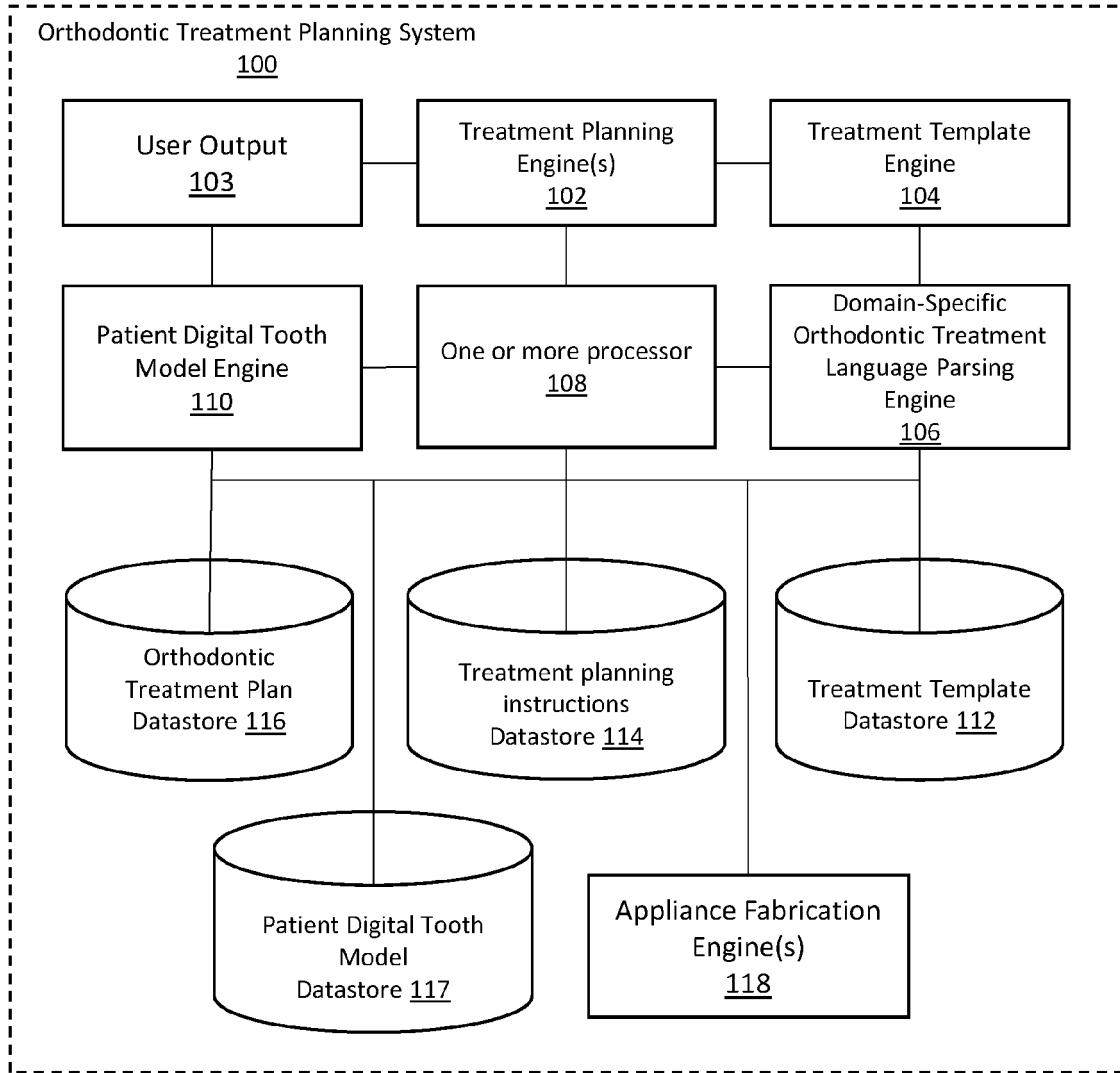 Orthodontic Treatment Planning System
100
User Output
103
Treatment Planning
Engine(s)
102
Treatment Template
Engine
104
Patient Digital Tooth
Model Engine
110
One or more processor
108
Domain-Specific
Orthodontic Treatment
Language Parsing
Engine
106
Orthodontic
Treatment Plan
Datastore 116
Treatment planning
instructions
Datastore 114
Treatment Template
Datastore 112
Patient Digital Tooth
Model
Datastore 117
Appliance Fabrication
Engine(s)
118